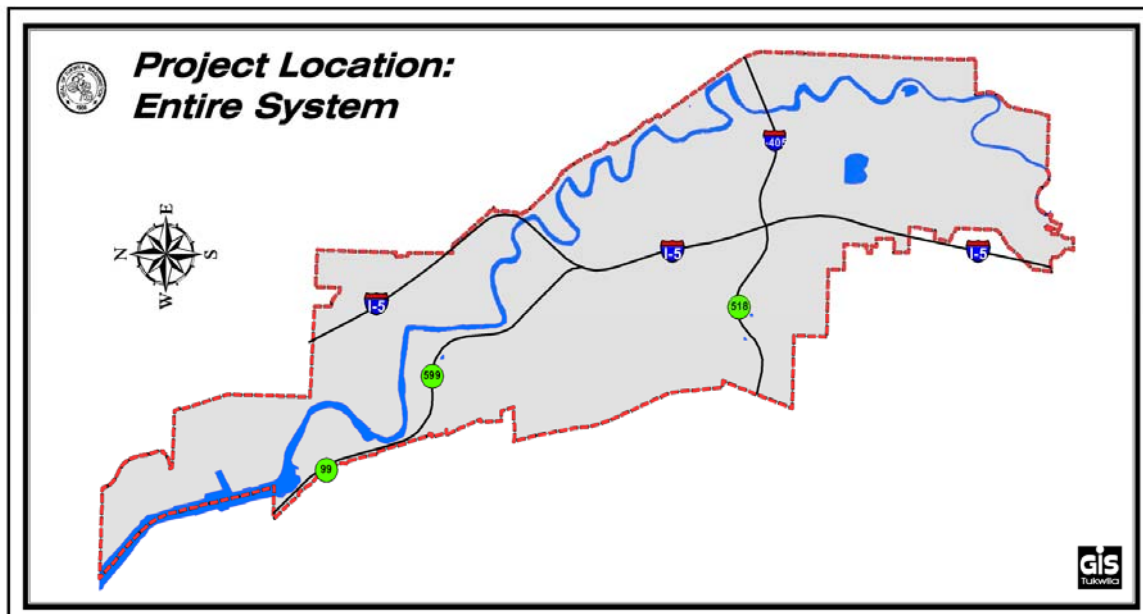 Project Location:
Entire System
I-405
E
N
S
W
I-5
I-5
I-5
518
599
99
GIS
Tukwila